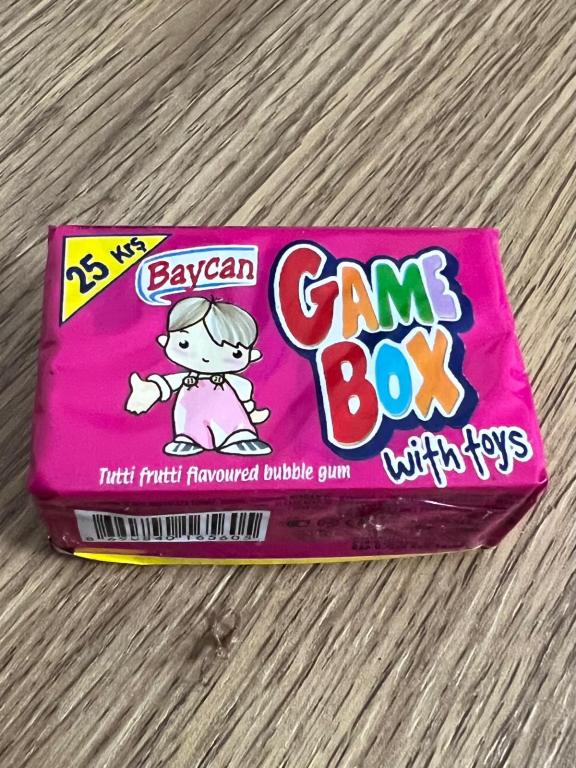 25 Krş
Baycan
GAME
BOX
with toys
Tutti frutti flavoured bubble gum